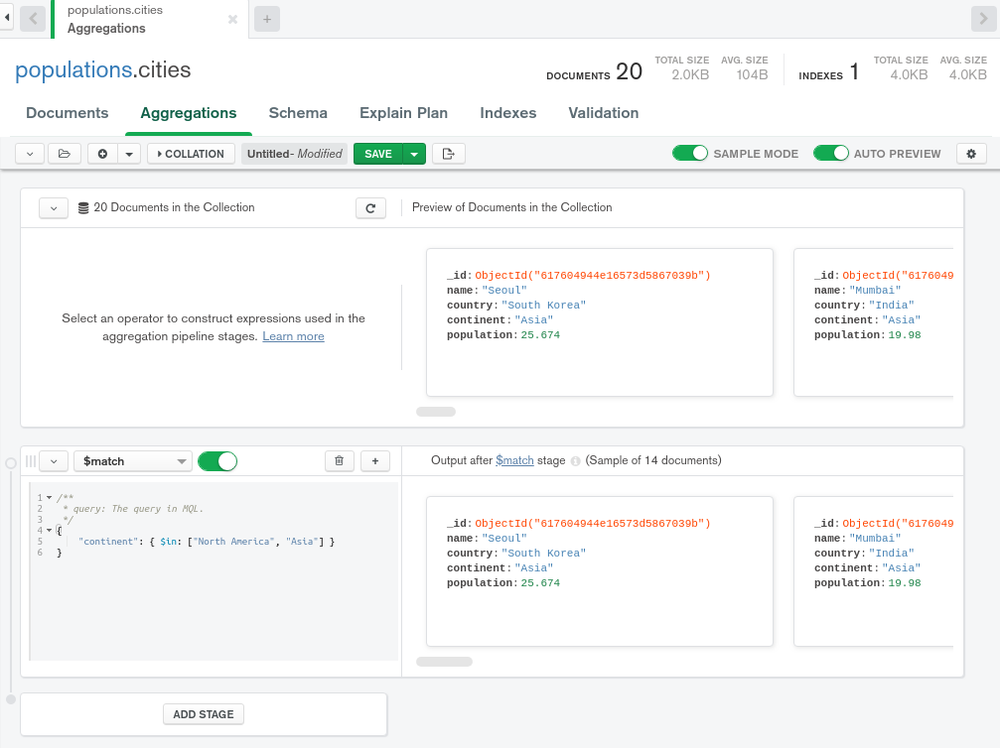 populations.cities
Aggregations
populations.cities
DOCUMENTS 20
TOTAL SIZE
2.0KB
AVG. SIZE
104B
INDEXES 1
TOTAL SIZE
4.0KB
AVG. SIZE
4.0KB
Documents
Aggregations
Schema
Explain Plan
Indexes
Validation
COLLATION
Untitled- Modified
SAVE
SAMPLE MODE
AUTO PREVIEW
20 Documents in the Collection
Preview of Documents in the Collection
Select an operator to construct expressions used in the
aggregation pipeline stages. Learn more
_id: ObjectId("617604944e16573d5867039b")
name: "Seoul"
country: "South Korea"
continent: "Asia"
population: 25.674
_id: ObjectId("6176049
name: "Mumbai"
country: "India"
continent: "Asia"
population: 19.98
$match
Output after $match stage (Sample of 14 documents)
1 /**
2 * query: The query in MQL.
3 */
4 {
5 "continent": { $in: ["North America", "Asia"] }
6 }
_id: ObjectId("617604944e16573d5867039b")
name: "Seoul"
country: "South Korea"
continent: "Asia"
population: 25.674
_id: ObjectId("6176049
name: "Mumbai"
country: "India"
continent: "Asia"
population: 19.98
ADD STAGE